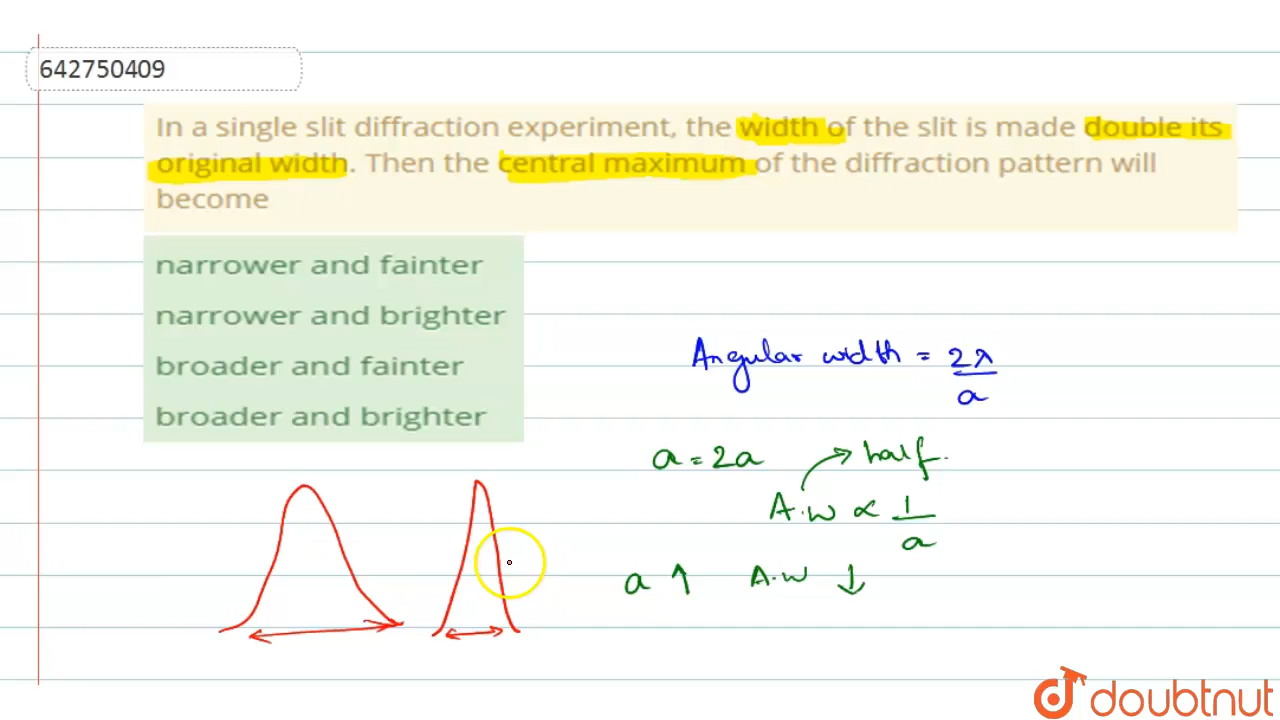 642750409
In a single slit diffraction experiment, the width of the slit is made double its
original width. Then the central maximum of the diffraction pattern will
become
narrower and fainter
narrower and brighter
broader and fainter
broader and brighter
Angular width = 2λ/a
a = 2a → half.
A.w ∝ 1/a
a ↑ A.w ↓
doubtnut